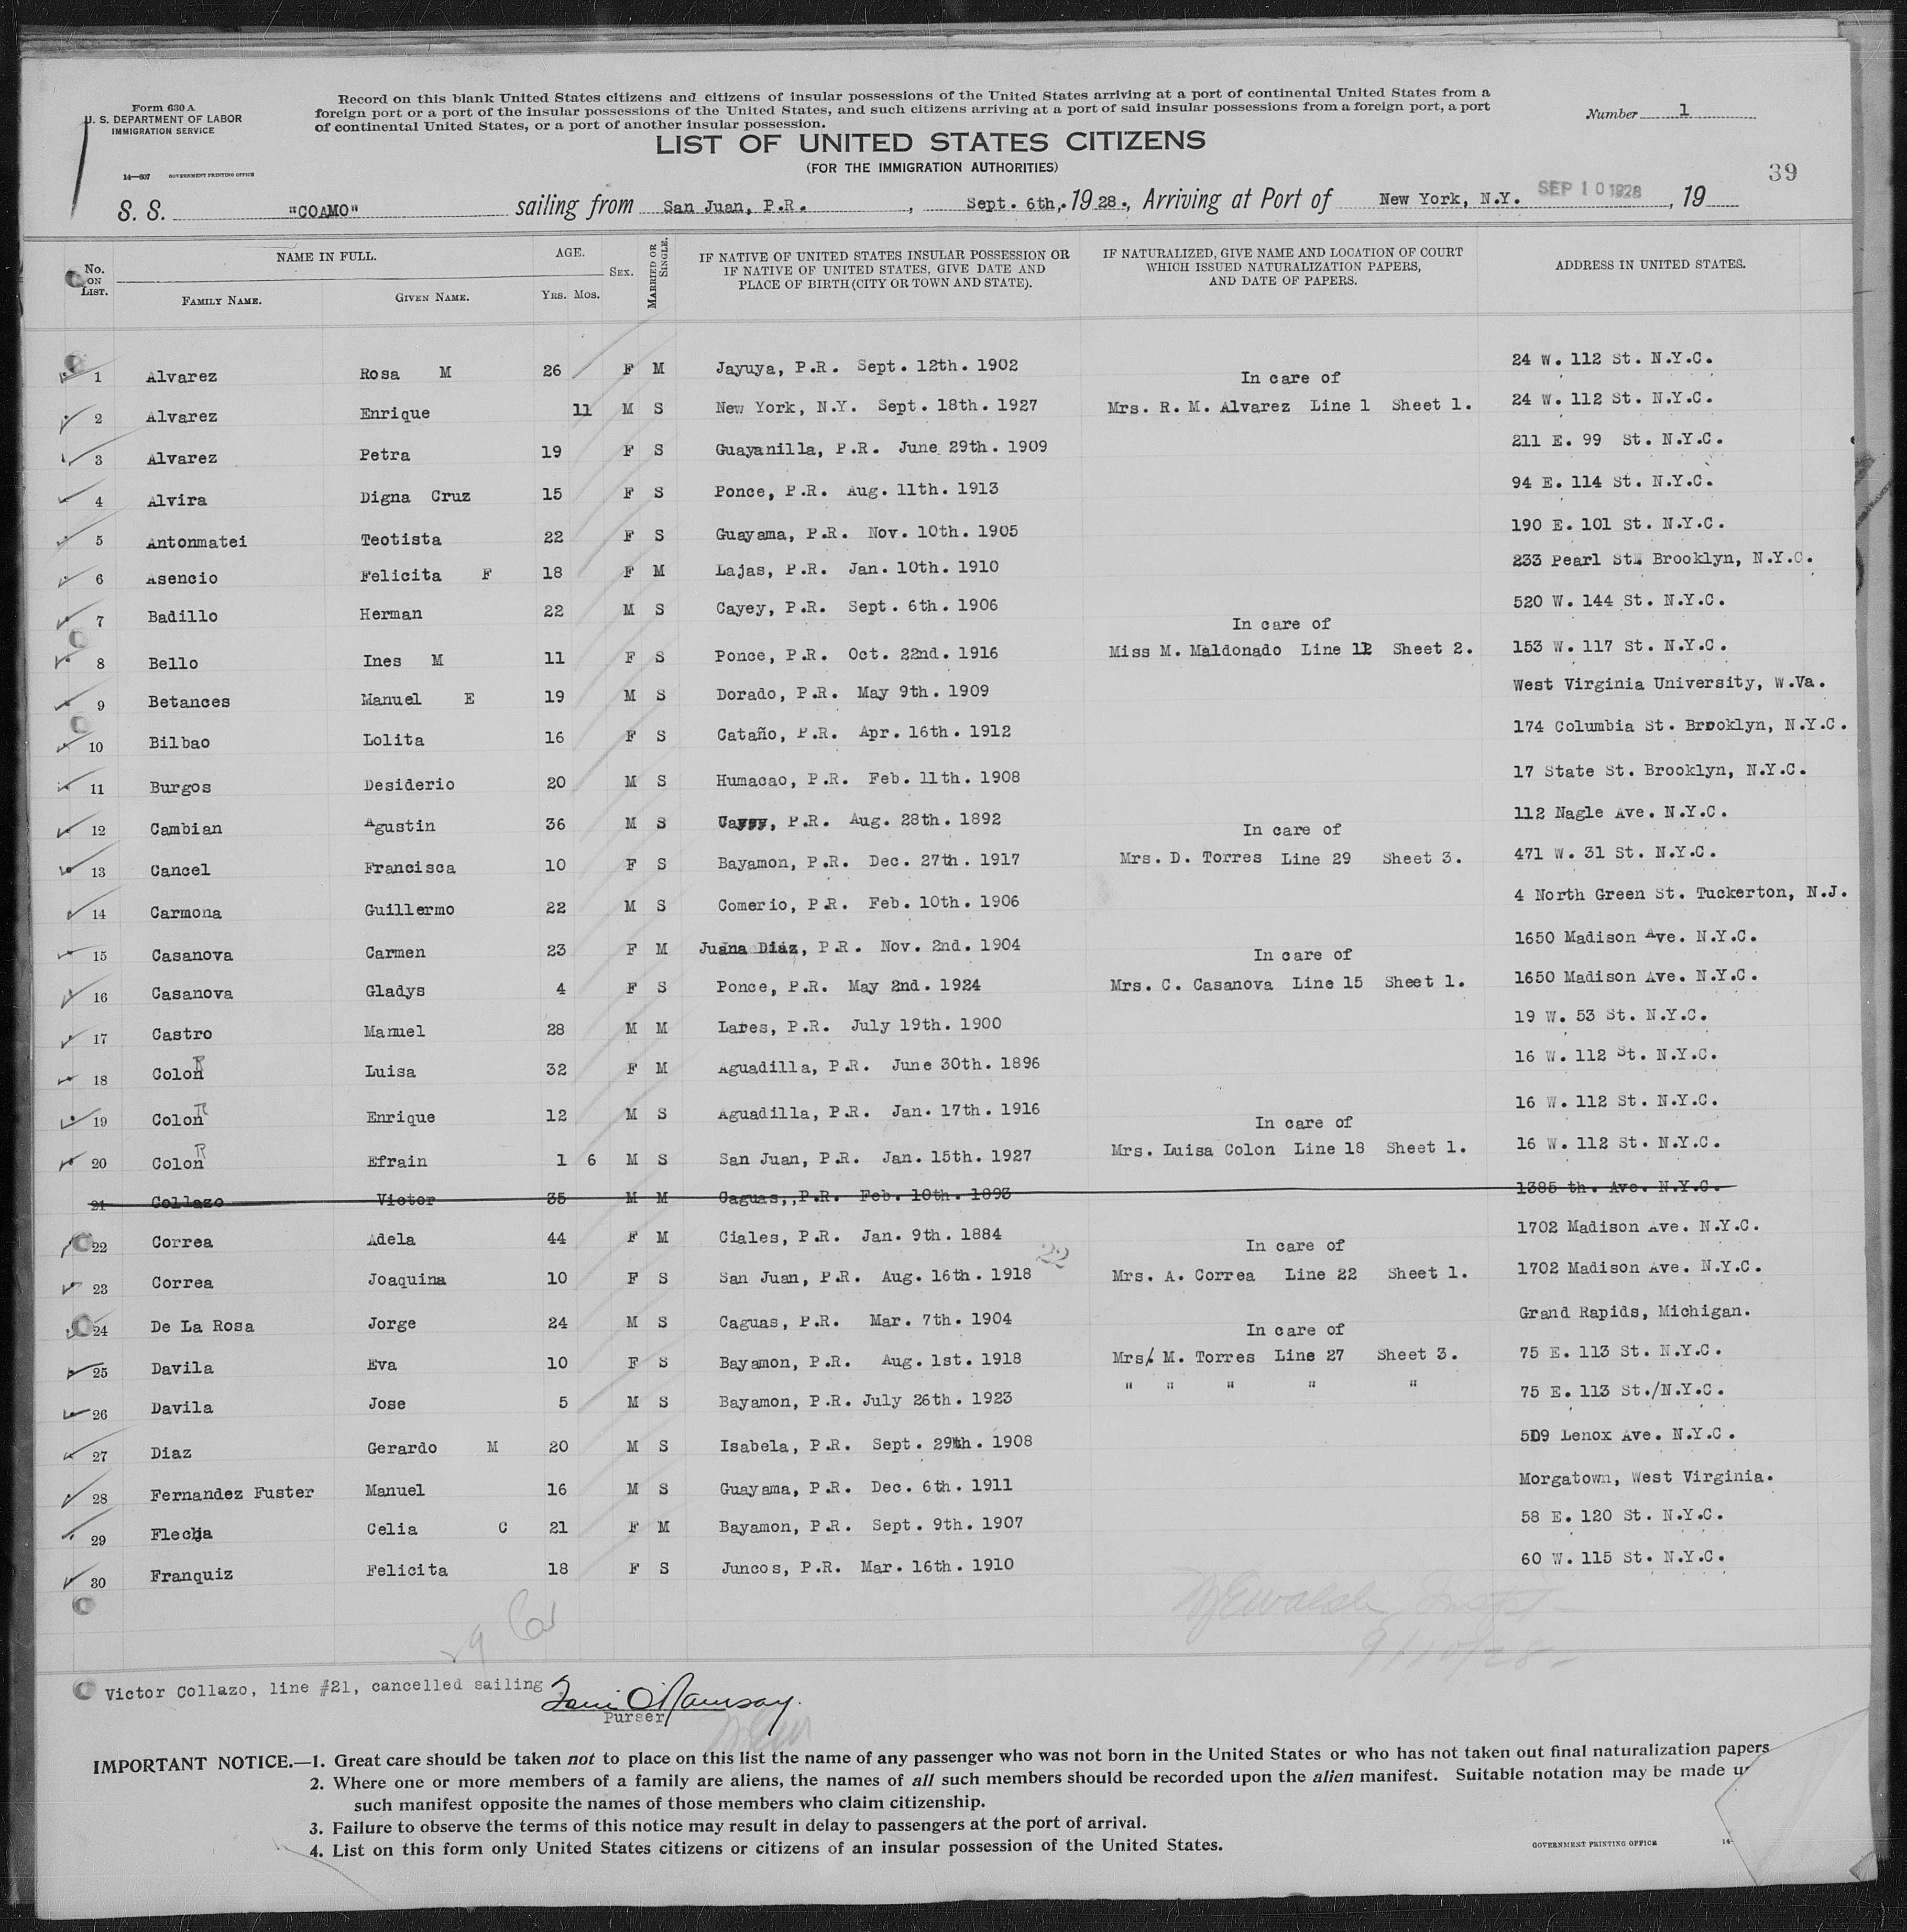 Form 630 A
U. S. DEPARTMENT OF LABOR
IMMIGRATION SERVICE
14—607 GOVERNMENT PRINTING OFFICE
Record on this blank United States citizens and citizens of insular possessions of the United States arriving at a port of continental United States from a
foreign port or a port of the insular possessions of the United States, and such citizens arriving at a port of said insular possessions from a foreign port, a port
of continental United States, or a port of another insular possession.
Number 1
LIST OF UNITED STATES CITIZENS
(FOR THE IMMIGRATION AUTHORITIES)
39
S. S. "COAMO" sailing from San Juan, P.R. , Sept. 6th, 19 28., Arriving at Port of New York, N.Y. SEP 10 1928 , 19
No. ON LIST. NAME IN FULL. FAMILY NAME. GIVEN NAME. AGE. YRS. MOS. SEX. MARRIED OR SINGLE. IF NATIVE OF UNITED STATES INSULAR POSSESSION OR IF NATIVE OF UNITED STATES, GIVE DATE AND PLACE OF BIRTH (CITY OR TOWN AND STATE). IF NATURALIZED, GIVE NAME AND LOCATION OF COURT WHICH ISSUED NATURALIZATION PAPERS, AND DATE OF PAPERS. ADDRESS IN UNITED STATES.
1 Alvarez Rosa M 26 F M Jayuya, P.R. Sept. 12th. 1902 24 W. 112 St. N.Y.C.
In care of
2 Alvarez Enrique 11 M S New York, N.Y. Sept. 18th. 1927 Mrs. R. M. Alvarez Line 1 Sheet 1. 24 W. 112 St. N.Y.C.
3 Alvarez Petra 19 F S Guayanilla, P.R. June 29th. 1909 211 E. 99 St. N.Y.C.
4 Alvira Digna Cruz 15 F S Ponce, P.R. Aug. 11th. 1913 94 E. 114 St. N.Y.C.
5 Antonmatei Teotista 22 F S Guayama, P.R. Nov. 10th. 1905 190 E. 101 St. N.Y.C.
6 Asencio Felicita F 18 F M Lajas, P.R. Jan. 10th. 1910 233 Pearl St. Brooklyn, N.Y.C.
7 Badillo Herman 22 M S Cayey, P.R. Sept. 6th. 1906 520 W. 144 St. N.Y.C.
In care of
8 Bello Ines M 11 F S Ponce, P.R. Oct. 22nd. 1916 Miss M. Maldonado Line 12 Sheet 2. 153 W. 117 St. N.Y.C.
9 Betances Manuel E 19 M S Dorado, P.R. May 9th. 1909 West Virginia University, W.Va.
10 Bilbao Lolita 16 F S Cataño, P.R. Apr. 16th. 1912 174 Columbia St. Brooklyn, N.Y.C.
11 Burgos Desiderio 20 M S Humacao, P.R. Feb. 11th. 1908 17 State St. Brooklyn, N.Y.C.
12 Cambian Agustin 36 M S P.R. Aug. 28th. 1892 112 Nagle Ave. N.Y.C.
In care of
13 Cancel Francisca 10 F S Bayamon, P.R. Dec. 27th. 1917 Mrs. D. Torres Line 29 Sheet 3. 471 W. 31 St. N.Y.C.
14 Carmona Guillermo 22 M S Comerio, P.R. Feb. 10th. 1906 4 North Green St. Tuckerton, N.J.
15 Casanova Carmen 23 F M Juana Diaz, P.R. Nov. 2nd. 1904 1650 Madison Ave. N.Y.C.
In care of
16 Casanova Gladys 4 F S Ponce, P.R. May 2nd. 1924 Mrs. C. Casanova Line 15 Sheet 1. 1650 Madison Ave. N.Y.C.
17 Castro Manuel 28 M M Lares, P.R. July 19th. 1900 19 W. 53 St. N.Y.C.
18 Colon R Luisa 32 F M Aguadilla, P.R. June 30th. 1896 16 W. 112 St. N.Y.C.
19 Colon R Enrique 12 M S Aguadilla, P.R. Jan. 17th. 1916 16 W. 112 St. N.Y.C.
In care of
20 Colon R Efrain 1 6 M S San Juan, P.R. Jan. 15th. 1927 Mrs. Luisa Colon Line 18 Sheet 1. 16 W. 112 St. N.Y.C.
21 Collazo Victor 35 M M Caguas,,P.R. Feb. 10th. 1893 1385 th. Ave. N.Y.C.
22 Correa Adela 44 F M Ciales, P.R. Jan. 9th. 1884 1702 Madison Ave. N.Y.C.
22 In care of
23 Correa Joaquina 10 F S San Juan, P.R. Aug. 16th. 1918 Mrs. A. Correa Line 22 Sheet 1. 1702 Madison Ave. N.Y.C.
24 De La Rosa Jorge 24 M S Caguas, P.R. Mar. 7th. 1904 Grand Rapids, Michigan.
In care of
25 Davila Eva 10 F S Bayamon, P.R. Aug. 1st. 1918 Mrs/. M. Torres Line 27 Sheet 3. 75 E. 113 St. N.Y.C.
26 Davila Jose 5 M S Bayamon, P.R. July 26th. 1923 " " " " " 75 E. 113 St./N.Y.C.
27 Diaz Gerardo M 20 M S Isabela, P.R. Sept. 29th. 1908 509 Lenox Ave. N.Y.C.
28 Fernandez Fuster Manuel 16 M S Guayama, P.R. Dec. 6th. 1911 Morgatown, West Virginia.
29 Flecha Celia C 21 F M Bayamon, P.R. Sept. 9th. 1907 58 E. 120 St. N.Y.C.
30 Franquiz Felicita 18 F S Juncos, P.R. Mar. 16th. 1910 60 W. 115 St. N.Y.C.
9/10/28
Victor Collazo, line #21, cancelled sailing
Purser
IMPORTANT NOTICE.—1. Great care should be taken not to place on this list the name of any passenger who was not born in the United States or who has not taken out final naturalization papers
2. Where one or more members of a family are aliens, the names of all such members should be recorded upon the alien manifest. Suitable notation may be made
such manifest opposite the names of those members who claim citizenship.
3. Failure to observe the terms of this notice may result in delay to passengers at the port of arrival.
4. List on this form only United States citizens or citizens of an insular possession of the United States.
GOVERNMENT PRINTING OFFICE 14-